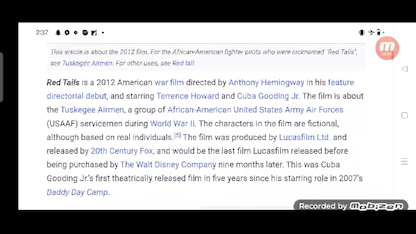 2:37
This article is about the 2012 film. For the African-American fighter pilots who were nicknamed "Red Tails",
see Tuskegee Airmen. For other uses, see Red tail.
Red Tails is a 2012 American war film directed by Anthony Hemingway in his feature
directorial debut, and starring Terrence Howard and Cuba Gooding Jr. The film is about
the Tuskegee Airmen, a group of African-American United States Army Air Forces
(USAAF) servicemen during World War II. The characters in the film are fictional,
although based on real individuals. The film was produced by Lucasfilm Ltd. and
released by 20th Century Fox, and would be the last film Lucasfilm released before
being purchased by The Walt Disney Company nine months later. This was Cuba
Gooding Jr.'s first theatrically released film in five years since his starring role in 2007's
Daddy Day Camp.
Recorded by Mobizen